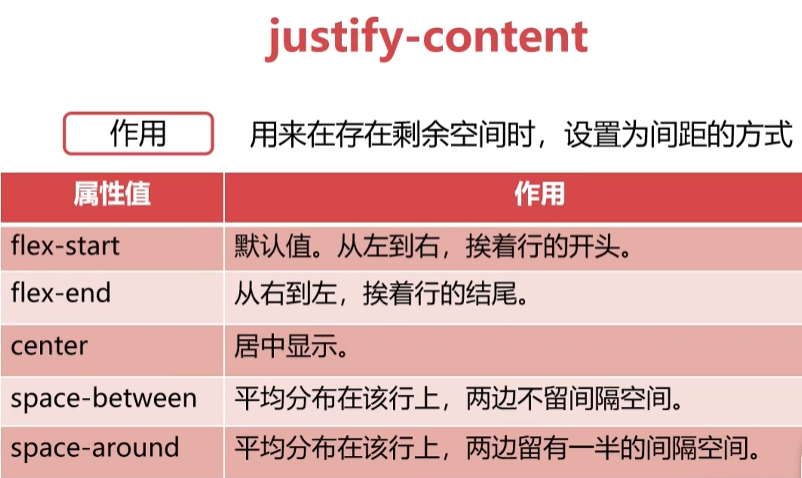 justify-content
作用 用来在存在剩余空间时，设置为间距的方式
属性值 作用
flex-start 默认值。从左到右，挨着行的开头。
flex-end 从右到左，挨着行的结尾。
center 居中显示。
space-between 平均分布在该行上，两边不留间隔空间。
space-around 平均分布在该行上，两边留有一半的间隔空间。